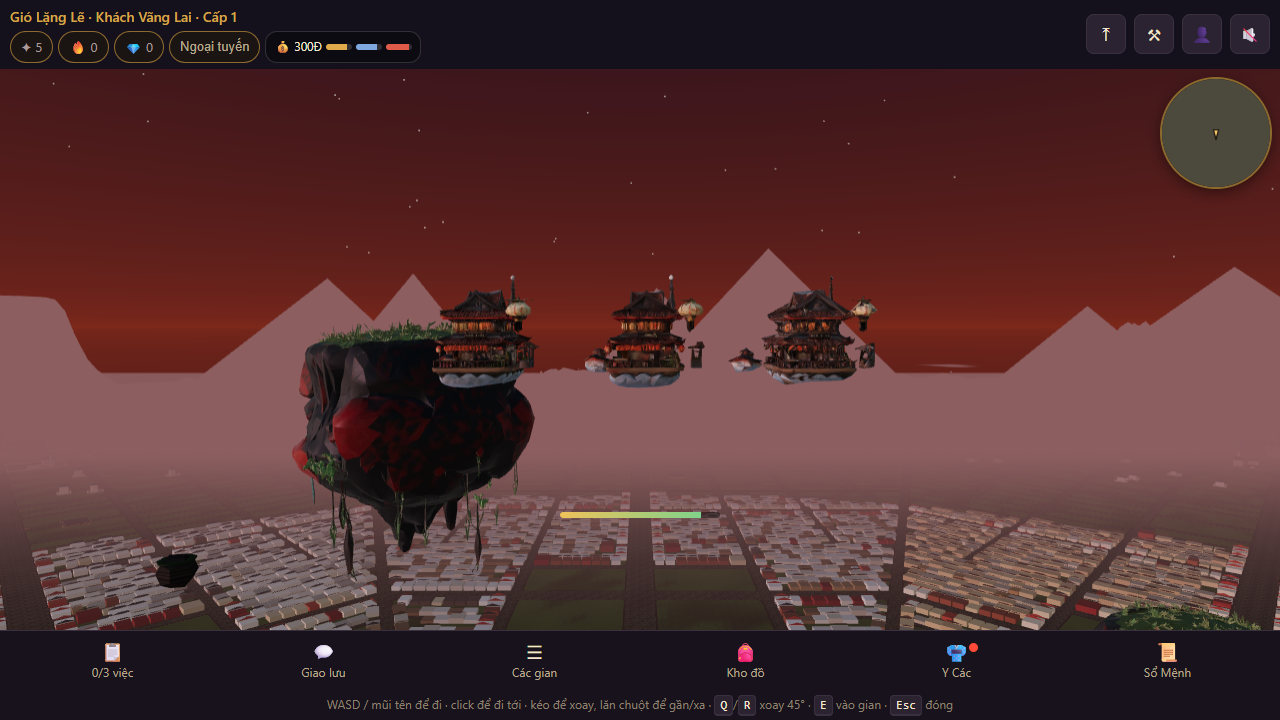 Gió Lặng Lẽ · Khách Vãng Lai · Cấp 1
5 0 0 Ngoại tuyến 300Đ
0/3 việc Giao lưu Các gian Kho đồ Y Các Sổ Mệnh
WASD / mũi tên để đi · click để đi tới · kéo để xoay, lăn chuột để gần/xa · Q / R xoay 45° · E vào gian · Esc đóng